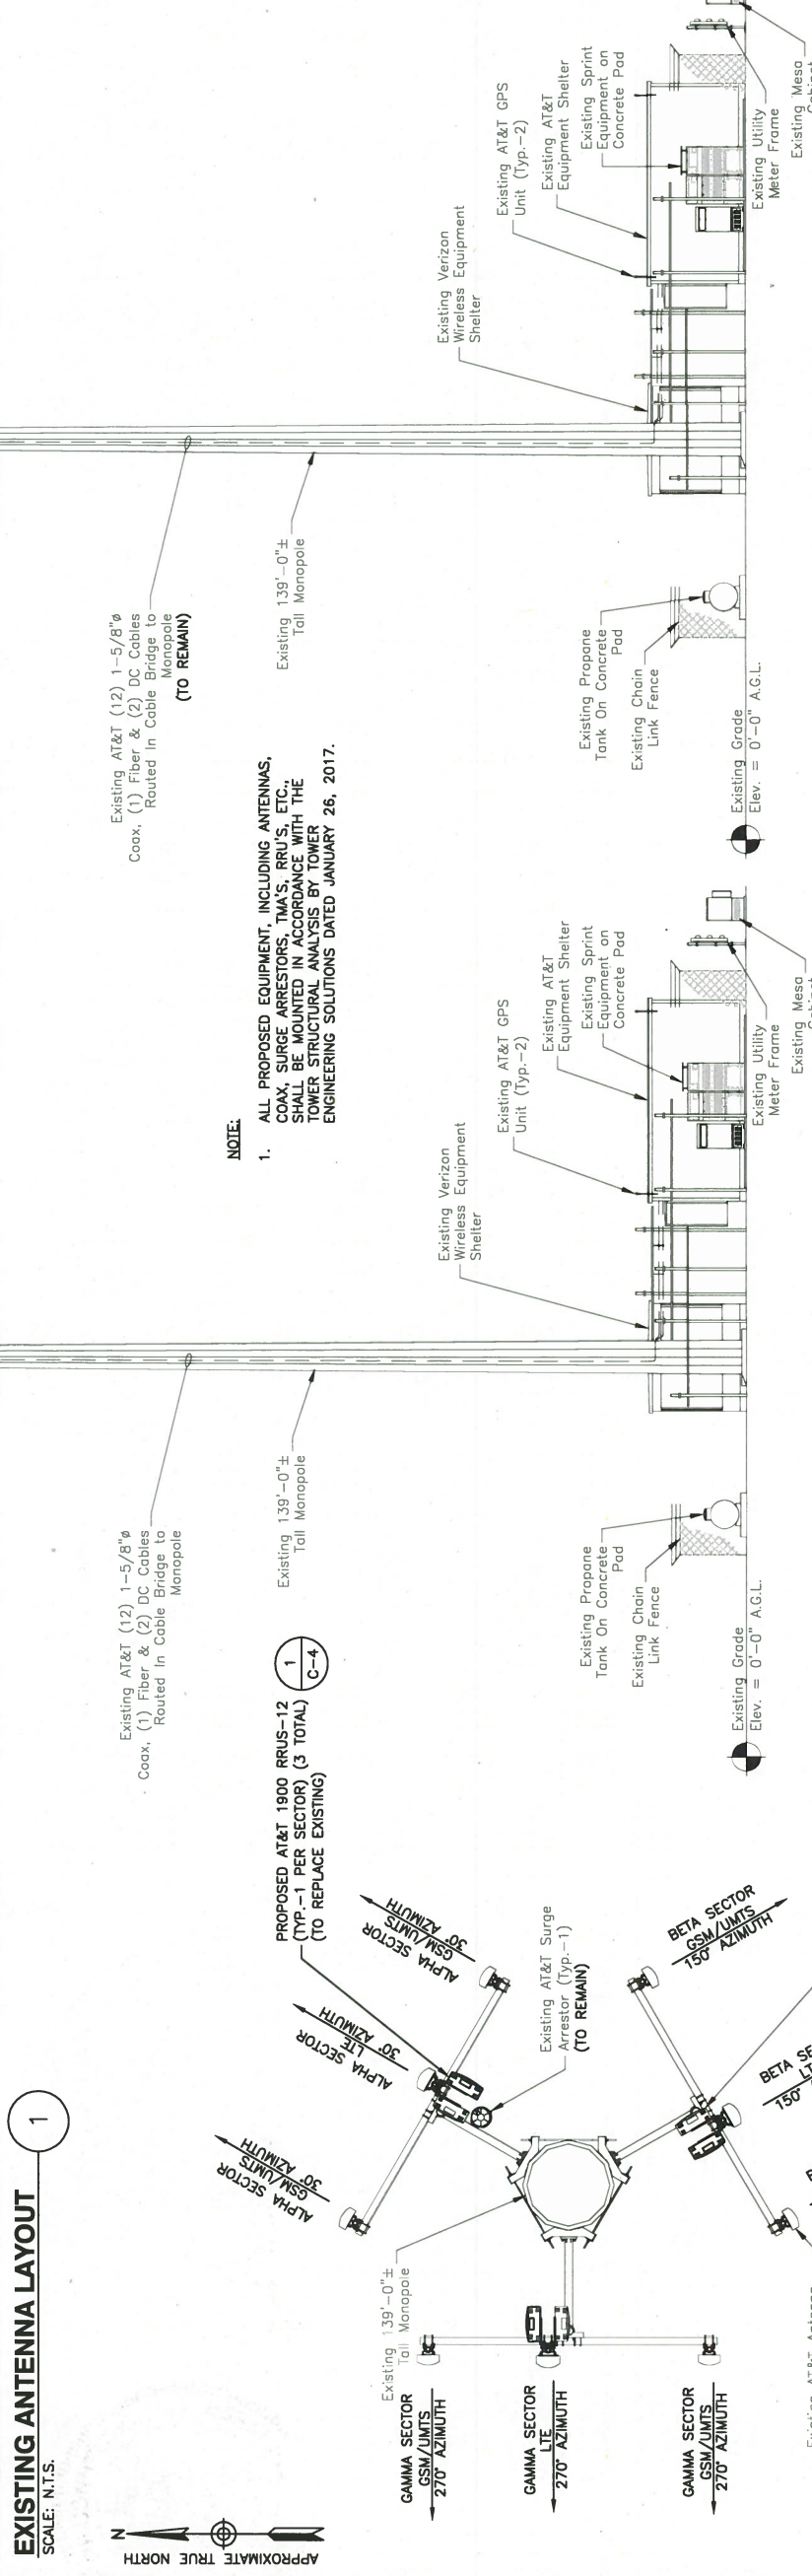 EXISTING ANTENNA LAYOUT
SCALE: N.T.S.
1
APPROXIMATE TRUE NORTH
N
ALPHA SECTOR
GSM/UMTS
30° AZIMUTH
ALPHA SECTOR
LTE
30° AZIMUTH
ALPHA SECTOR
GSM/UMTS
30° AZIMUTH
PROPOSED AT&T 1900 RRUS-12
(TYP.-1 PER SECTOR) (3 TOTAL)
(TO REPLACE EXISTING)
1
C-4
Existing AT&T Surge
Arrestor (Typ.-1)
(TO REMAIN)
Existing 139'-0"±
Tall Monopole
GAMMA SECTOR
GSM/UMTS
270° AZIMUTH
GAMMA SECTOR
LTE
270° AZIMUTH
GAMMA SECTOR
GSM/UMTS
270° AZIMUTH
BETA SECTOR
GSM/UMTS
150° AZIMUTH
BETA SE
LT
150°
Existing AT&T (12) 1-5/8"ø
Coax, (1) Fiber & (2) DC Cables
Routed In Cable Bridge to
Monopole
Existing 139'-0"±
Tall Monopole
Existing Verizon
Wireless Equipment
Shelter
Existing AT&T GPS
Unit (Typ.-2)
Existing AT&T
Equipment Shelter
Existing Sprint
Equipment on
Concrete Pad
Existing Propane
Tank On Concrete
Pad
Existing Chain
Link Fence
Existing Grade
Elev. = 0'-0" A.G.L.
Existing Utility
Meter Frame
Existing Mesa
NOTE:
1. ALL PROPOSED EQUIPMENT, INCLUDING ANTENNAS,
COAX, SURGE ARRESTORS, TMA'S, RRU'S, ETC.,
SHALL BE MOUNTED IN ACCORDANCE WITH THE
TOWER STRUCTURAL ANALYSIS BY TOWER
ENGINEERING SOLUTIONS DATED JANUARY 26, 2017.
Existing AT&T (12) 1-5/8"ø
Coax, (1) Fiber & (2) DC Cables
Routed In Cable Bridge to
Monopole
(TO REMAIN)
Existing 139'-0"±
Tall Monopole
Existing Verizon
Wireless Equipment
Shelter
Existing AT&T GPS
Unit (Typ.-2)
Existing AT&T
Equipment Shelter
Existing Sprint
Equipment on
Concrete Pad
Existing Propane
Tank On Concrete
Pad
Existing Chain
Link Fence
Existing Grade
Elev. = 0'-0" A.G.L.
Existing Utility
Meter Frame
Existing Mesa